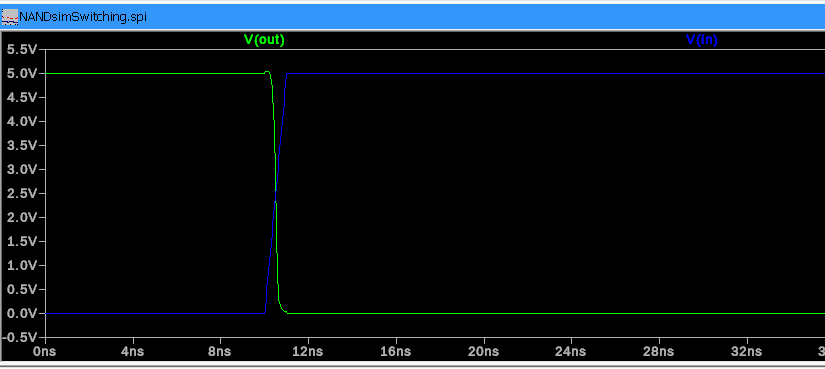 NANDsimSwitching.spi
V(out) V(in)
5.5V
5.0V
4.5V
4.0V
3.5V
3.0V
2.5V
2.0V
1.5V
1.0V
0.5V
0.0V
-0.5V
0ns 4ns 8ns 12ns 16ns 20ns 24ns 28ns 32ns 3